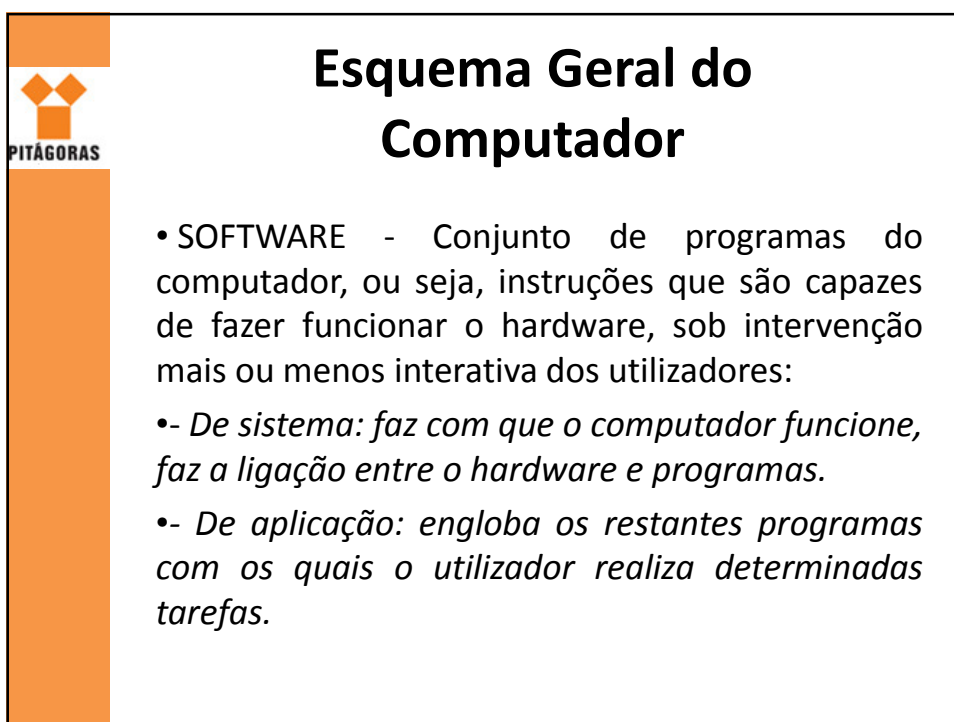 Esquema Geral do
Computador
PITÁGORAS
• SOFTWARE - Conjunto de programas do
computador, ou seja, instruções que são capazes
de fazer funcionar o hardware, sob intervenção
mais ou menos interativa dos utilizadores:
•- De sistema: faz com que o computador funcione,
faz a ligação entre o hardware e programas.
•- De aplicação: engloba os restantes programas
com os quais o utilizador realiza determinadas
tarefas.